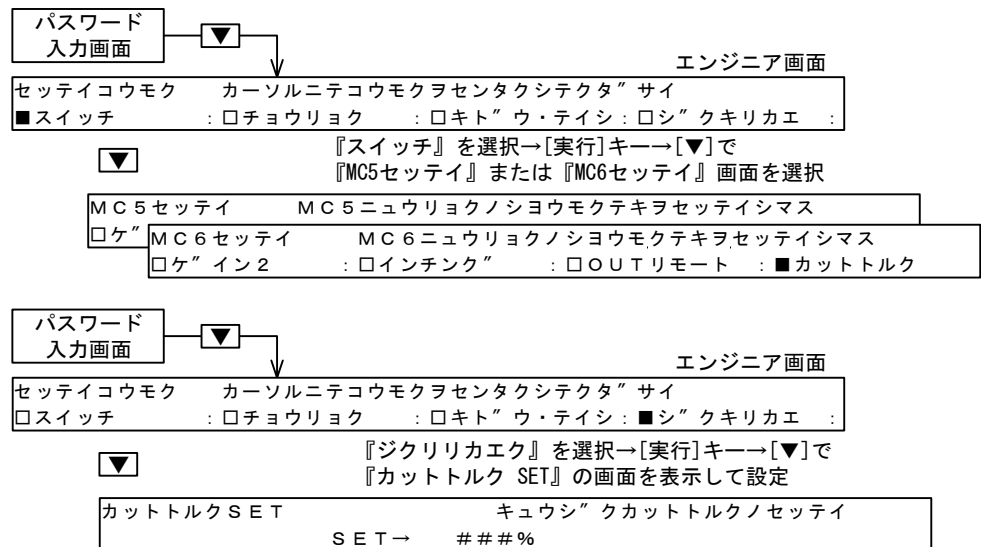 パスワード
入力画面
▼
エンジニア画面
セッテイコウモク　カーソルニテコウモクヲセンタクシテクタ゛サイ
■スイッチ　：□チョウリョク　：□キト゛ウ・テイシ：□シ゛クキリカエ　：
▼
『スイッチ』を選択→[実行]キー→[▼]で
『MC5セッテイ』または『MC6セッテイ』画面を選択
ＭＣ５セッテイ　ＭＣ５ニュウリョクノシヨウモクテキヲセッテイシマス
□ケ゛
ＭＣ６セッテイ　ＭＣ６ニュウリョクノシヨウモクテキヲセッテイシマス
□ケ゛イン２　：□インチンク゛　：□ＯＵＴリモート　：■カットトルク
パスワード
入力画面
▼
エンジニア画面
セッテイコウモク　カーソルニテコウモクヲセンタクシテクタ゛サイ
□スイッチ　：□チョウリョク　：□キト゛ウ・テイシ：■シ゛クキリカエ　：
▼
『ジクリリカエク』を選択→[実行]キー→[▼]で
『カットトルク SET』の画面を表示して設定
カットトルクＳＥＴ　キュウシ゛クカットトルクノセッテイ
ＳＥＴ→　＃＃＃％